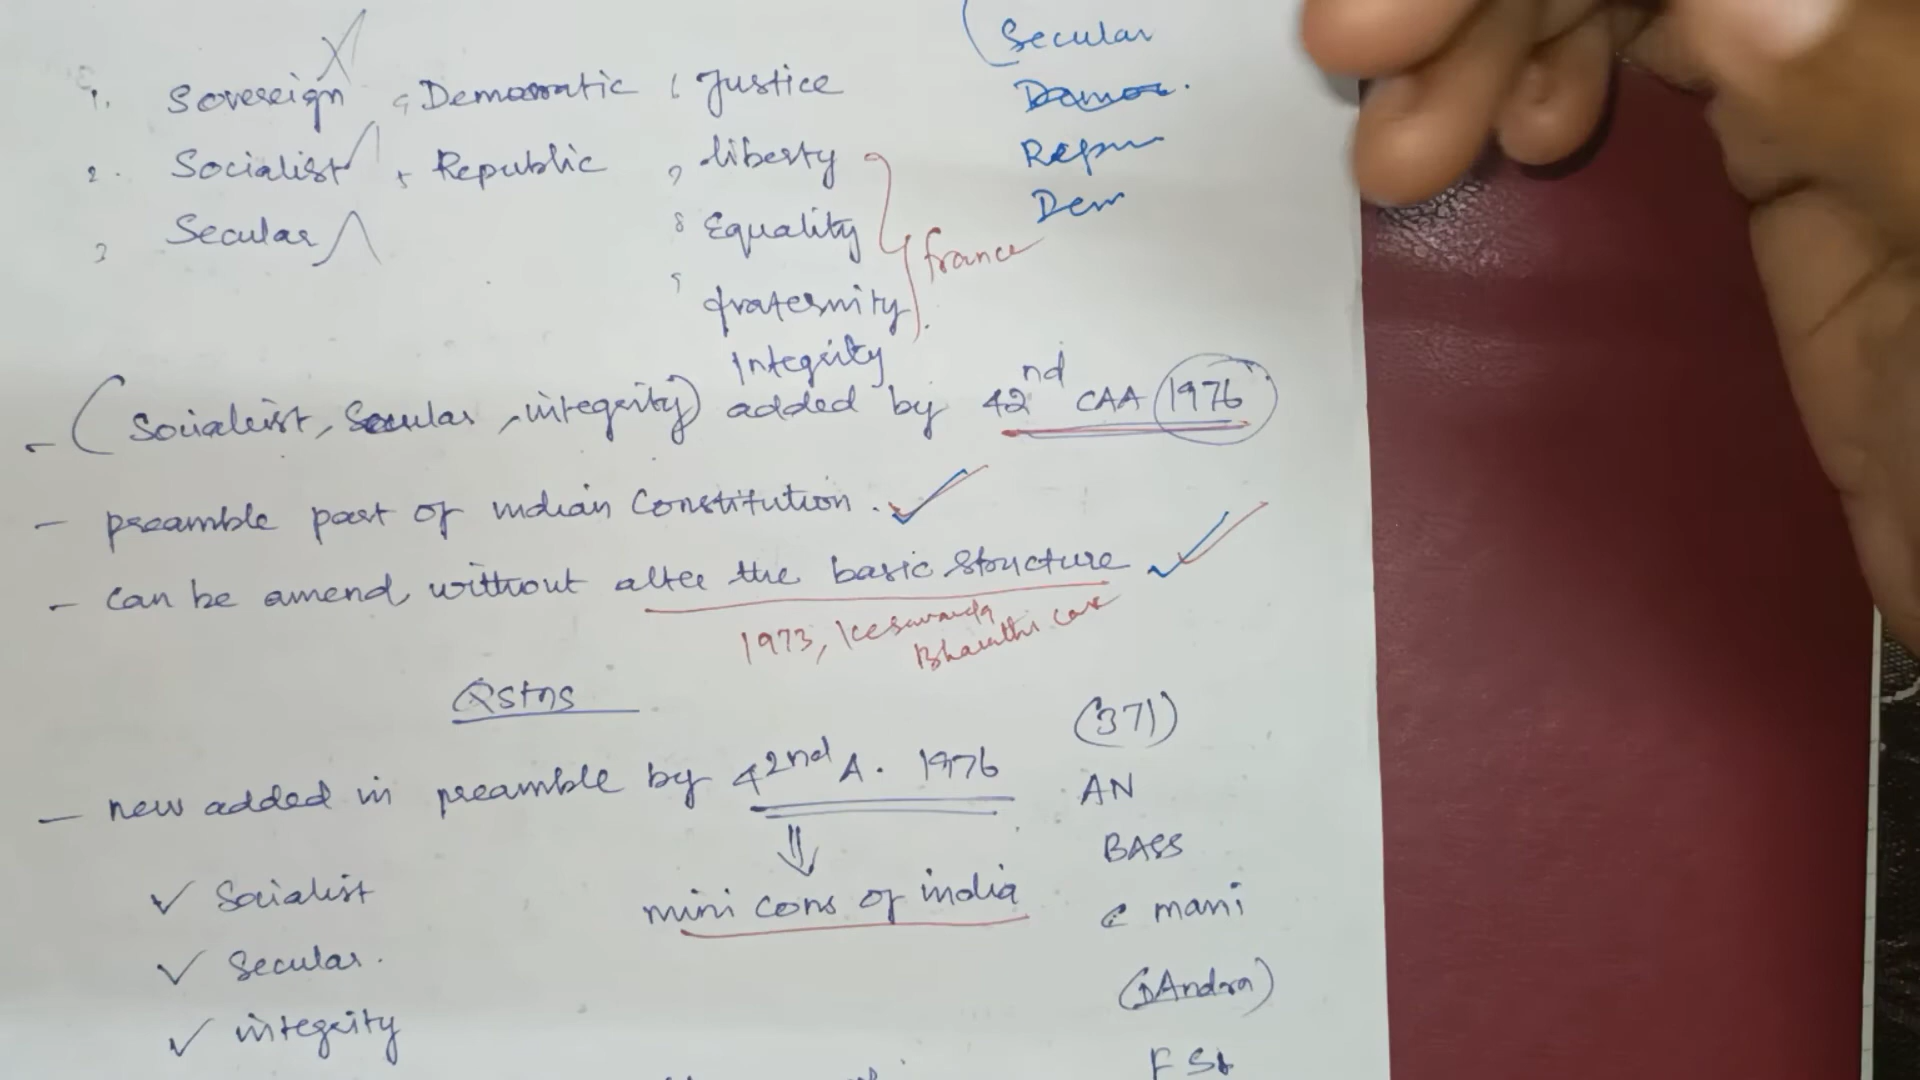 1. Sovereign 4 Democratic 6 Justice
2. Socialist 5 Republic 7 liberty
3 Secular 8 Equality
9 fraternity
Integrity
france
(Secular
Democ.
Repu
Dem
- (Socialist, Secular, integrity) added by 42nd CAA 1976
- preamble part of indian Constitution.
- can be amend without alter the basic structure
1973, Kesavanda
Bharathi case
Qstns
- new added in preamble by 42nd A. 1976
mini cons of india
✓ Socialist
✓ Secular.
✓ integrity
(371)
AN
BASS
mani
Andra)